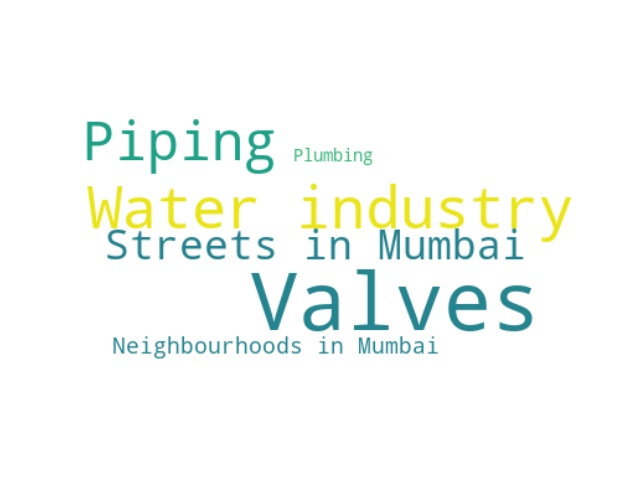 Piping
Plumbing
Water industry
Streets in Mumbai
Valves
Neighbourhoods in Mumbai